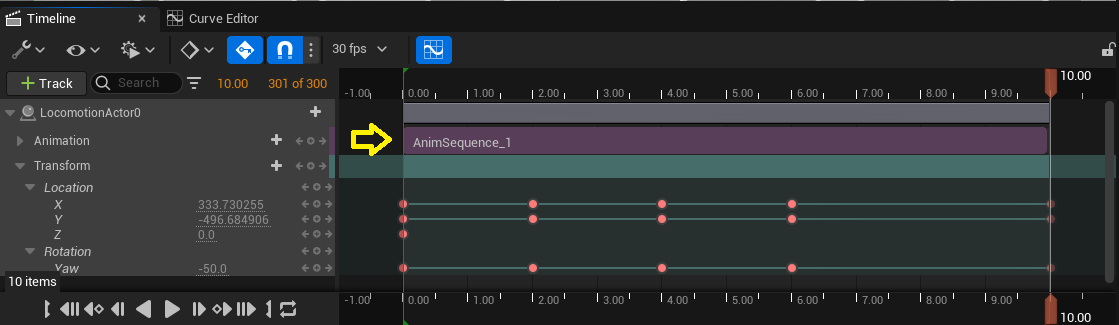 Timeline × Curve Editor
30 fps
+ Track Search 10.00 301 of 300
10.00
-1.00 0.00 1.00 2.00 3.00 4.00 5.00 6.00 7.00 8.00 9.00
LocomotionActor0 +
Animation +
AnimSequence_1
Transform +
Location
X 333.730255
Y -496.684906
Z 0.0
Rotation
Yaw -50.0
10 items
-1.00 0.00 1.00 2.00 3.00 4.00 5.00 6.00 7.00 8.00 9.00
10.00